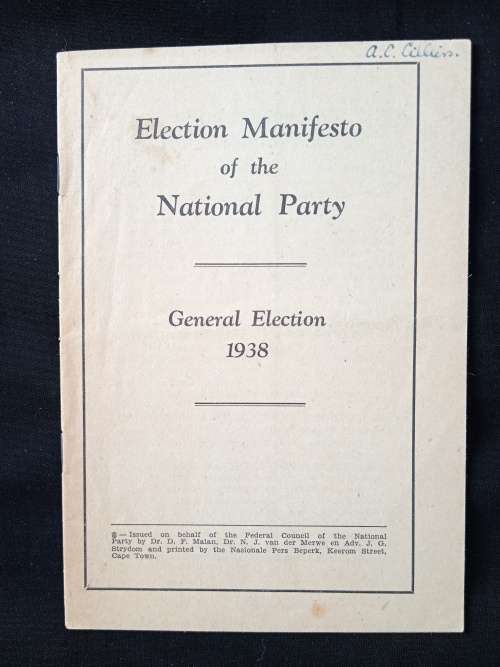 A.C. Cilliers.
Election Manifesto
of the
National Party
General Election
1938
8 — Issued on behalf of the Federal Council of the National
Party by Dr. D. F. Malan, Dr. N. J. van der Merwe en Adv. J. G.
Strydom and printed by the Nasionale Pers Beperk, Keerom Street,
Cape Town.